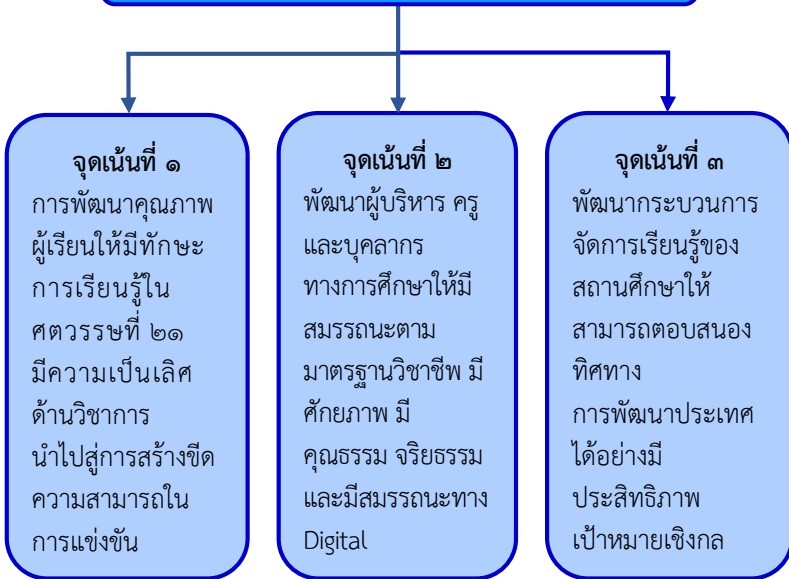 จุดเน้นที่ ๑
การพัฒนาคุณภาพ
ผู้เรียนให้มีทักษะ
การเรียนรู้ใน
ศตวรรษที่ ๒๑
มีความเป็นเลิศ
ด้านวิชาการ
นำไปสู่การสร้างขีด
ความสามารถใน
การแข่งขัน
จุดเน้นที่ ๒
พัฒนาผู้บริหาร ครู
และบุคลากร
ทางการศึกษาให้มี
สมรรถนะตาม
มาตรฐานวิชาชีพ มี
ศักยภาพ มี
คุณธรรม จริยธรรม
และมีสมรรถนะทาง
Digital
จุดเน้นที่ ๓
พัฒนากระบวนการ
จัดการเรียนรู้ของ
สถานศึกษาให้
สามารถตอบสนอง
ทิศทาง
การพัฒนาประเทศ
ได้อย่างมี
ประสิทธิภาพ
เป้าหมายเชิงกล